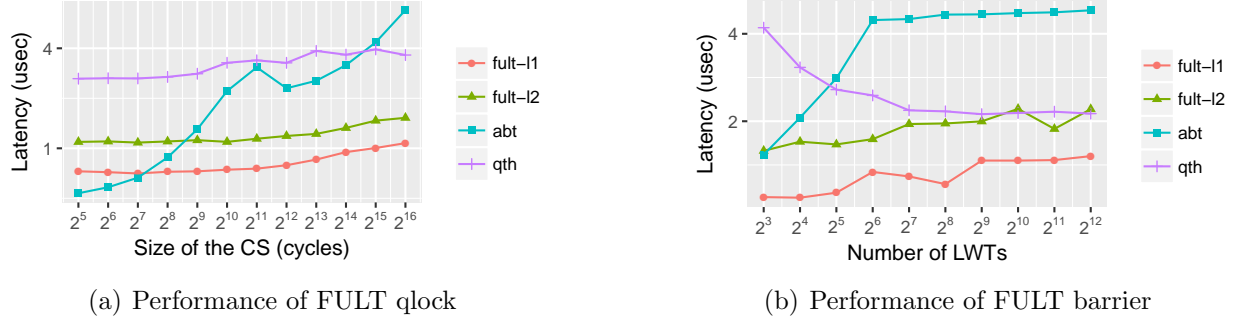 Latency (usec)
4
1
2^5 2^6 2^7 2^8 2^9 2^10 2^11 2^12 2^13 2^14 2^15 2^16
Size of the CS (cycles)
fult−l1
fult−l2
abt
qth
(a) Performance of FULT qlock
Latency (usec)
4
2
2^3 2^4 2^5 2^6 2^7 2^8 2^9 2^10 2^11 2^12
Number of LWTs
fult−l1
fult−l2
abt
qth
(b) Performance of FULT barrier